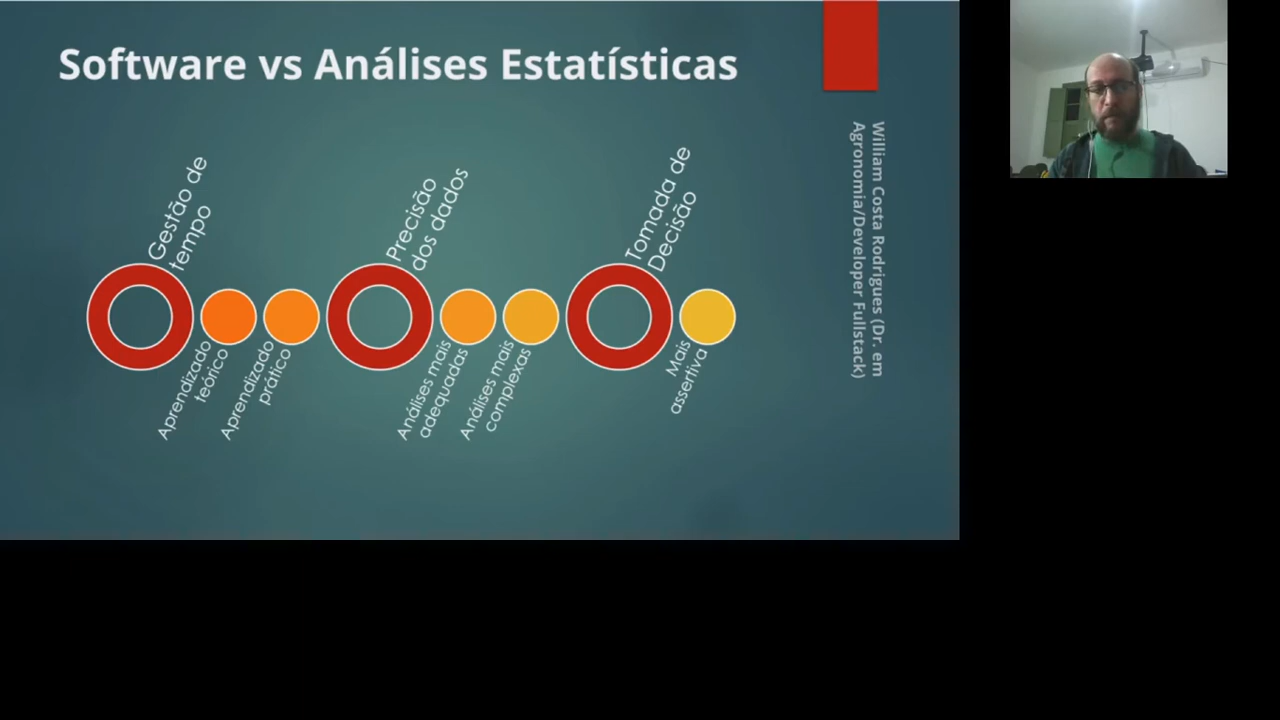 Software vs Análises Estatísticas
Gestão de
tempo
Aprendizado
teórico
Aprendizado
prático
Precisão
dos dados
Análises mais
adequadas
Análises mais
complexas
Tomada de
Decisão
Mais
assertiva
William Costa Rodrigues (Dr. em
Agronomia/Developer Fullstack)